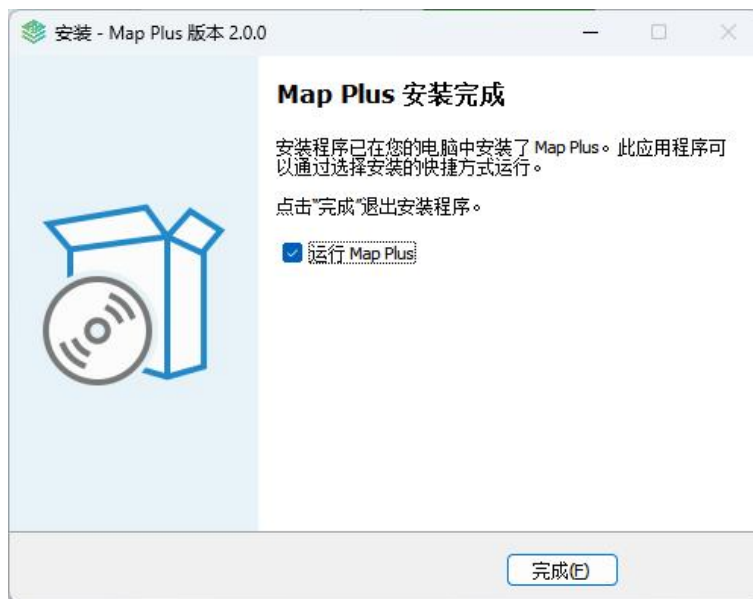 安装 - Map Plus 版本 2.0.0
Map Plus 安装完成
安装程序已在您的电脑中安装了 Map Plus。此应用程序可
以通过选择安装的快捷方式运行。
点击“完成”退出安装程序。
运行 Map Plus
完成(F)